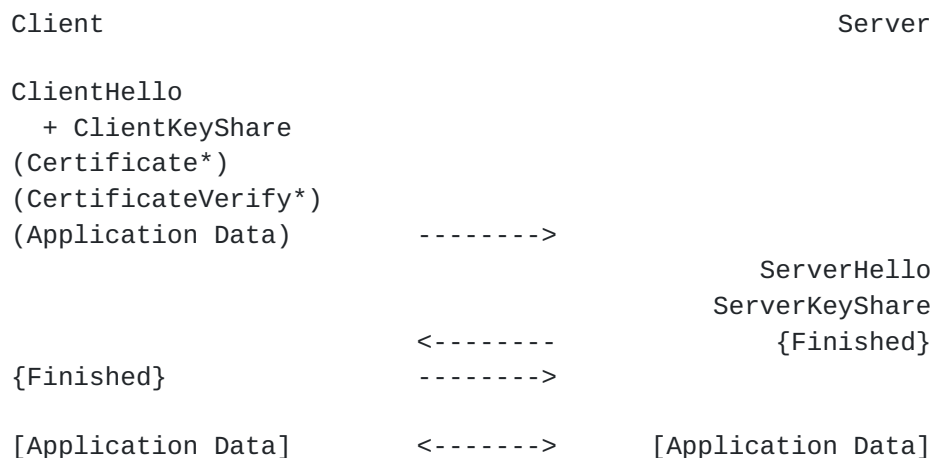 Client Server
ClientHello
+ ClientKeyShare
(Certificate*)
(CertificateVerify*)
(Application Data) -------->
ServerHello
ServerKeyShare
<-------- {Finished}
{Finished} -------->
[Application Data] <-------> [Application Data]